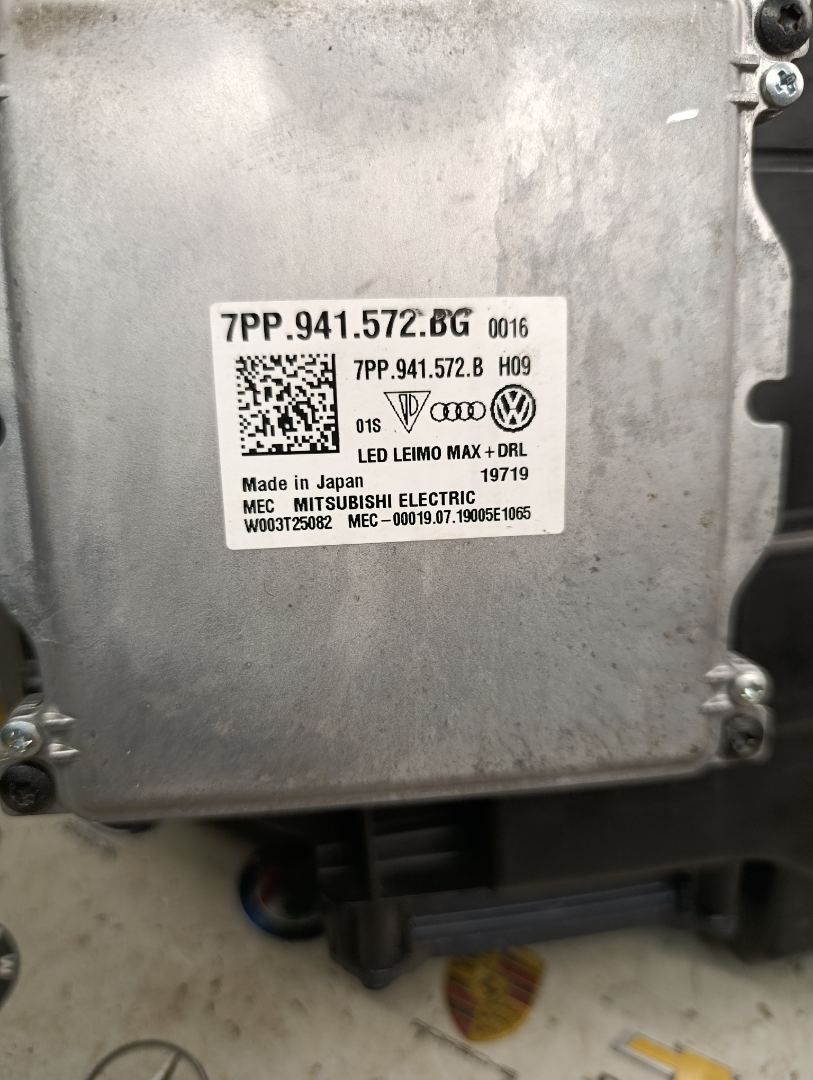 7PP.941.572.BG 0016
7PP.941.572.B H09
01S
LED LEIMO MAX+DRL
Made in Japan 19719
MEC MITSUBISHI ELECTRIC
W003T25082 MEC-00019.07.19005E1065